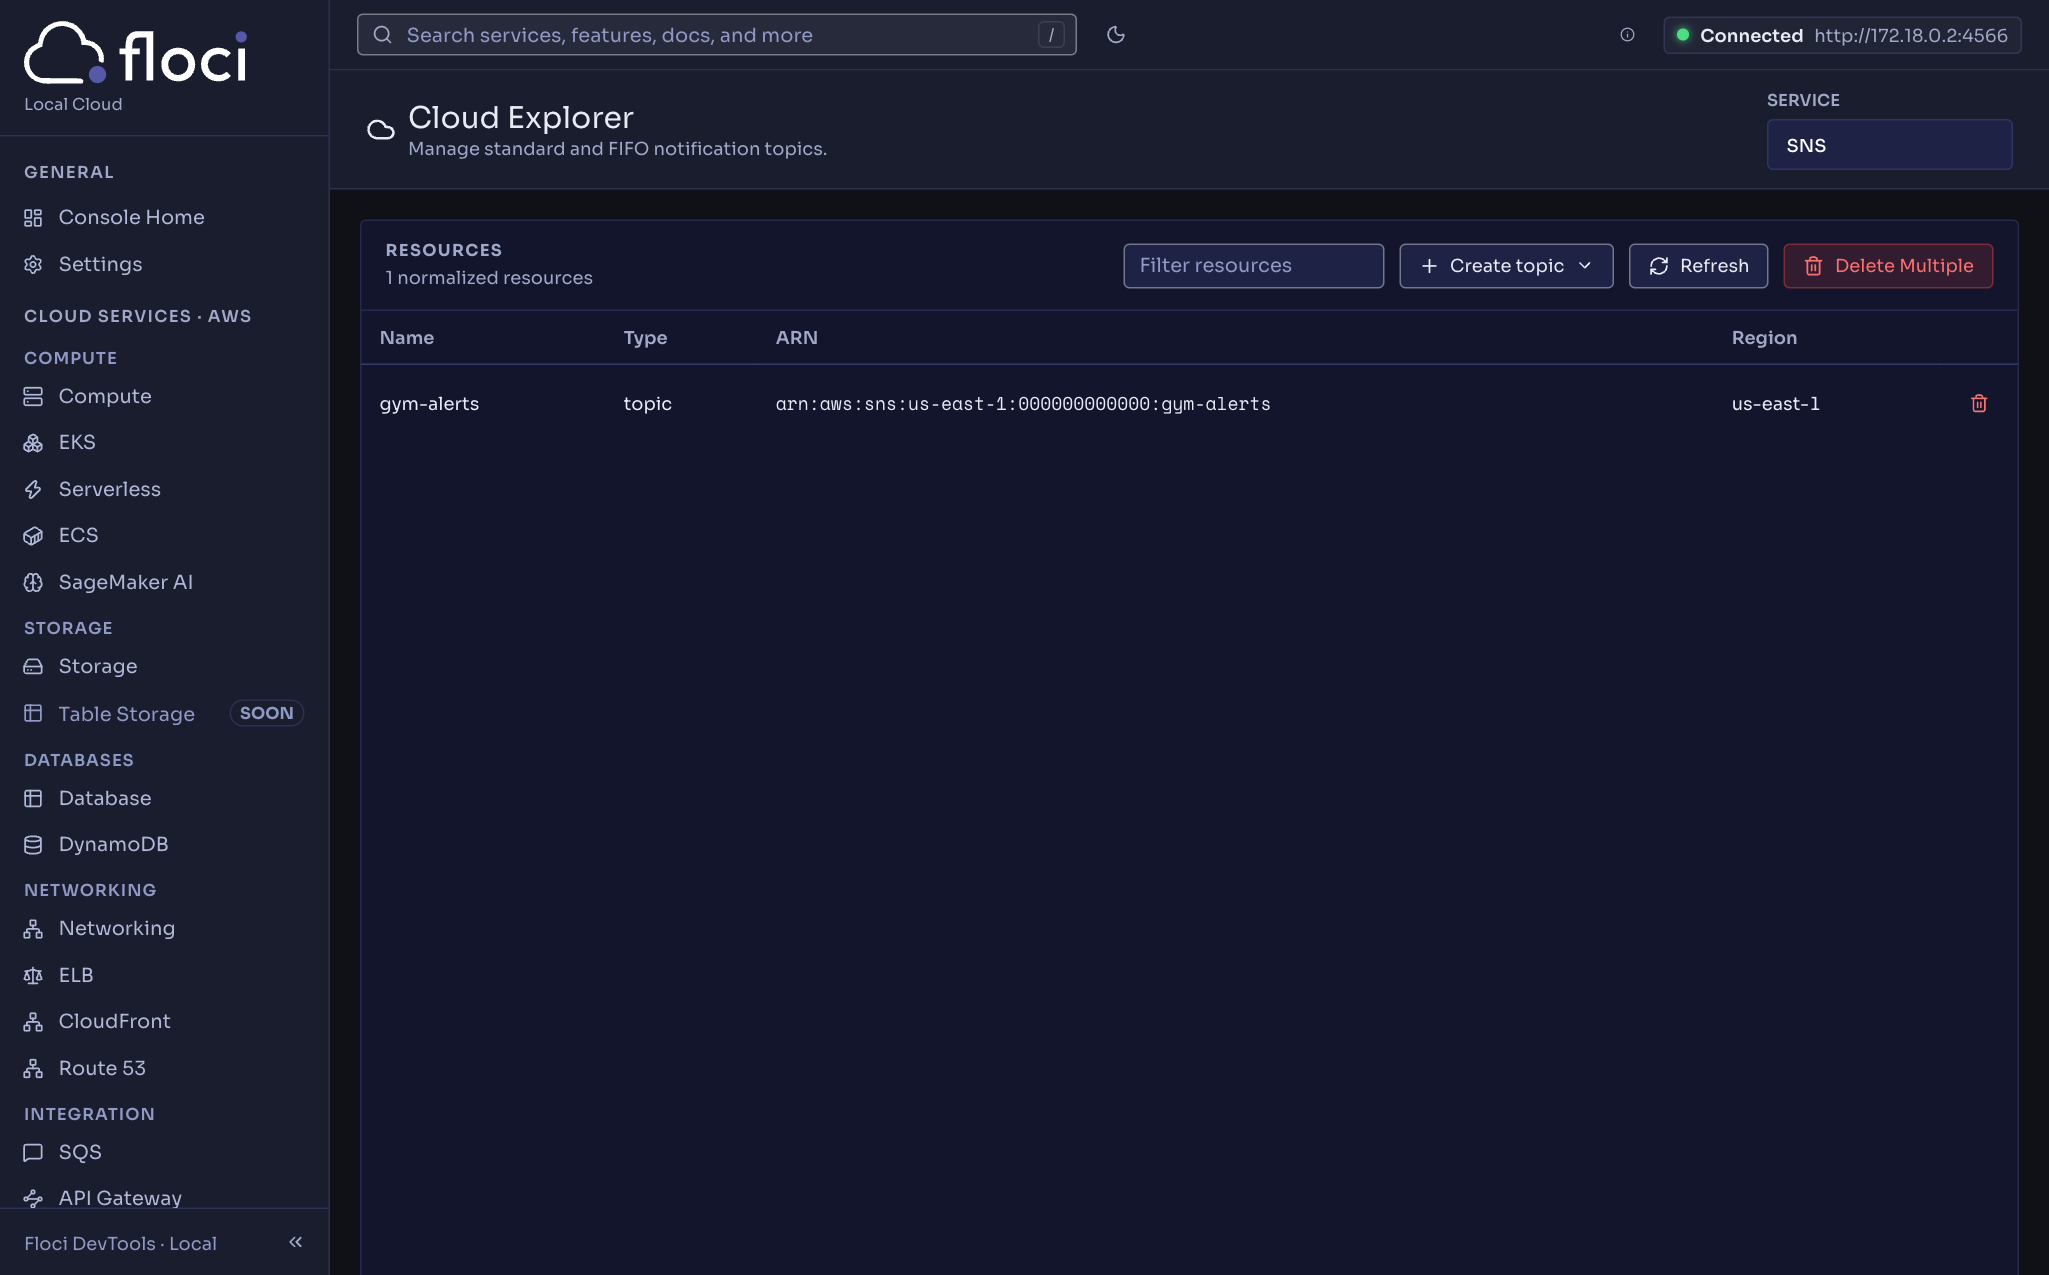 floci
Local Cloud
GENERAL
Console Home
Settings
CLOUD SERVICES · AWS
COMPUTE
Compute
EKS
Serverless
ECS
SageMaker AI
STORAGE
Storage
Table Storage SOON
DATABASES
Database
DynamoDB
NETWORKING
Networking
ELB
CloudFront
Route 53
INTEGRATION
SQS
API Gateway
Floci DevTools · Local
Search services, features, docs, and more /
Connected http://172.18.0.2:4566
Cloud Explorer
Manage standard and FIFO notification topics.
SERVICE
SNS
RESOURCES
1 normalized resources
Filter resources
Create topic
Refresh
Delete Multiple
Name Type ARN Region
gym-alerts topic arn:aws:sns:us-east-1:000000000000:gym-alerts us-east-1